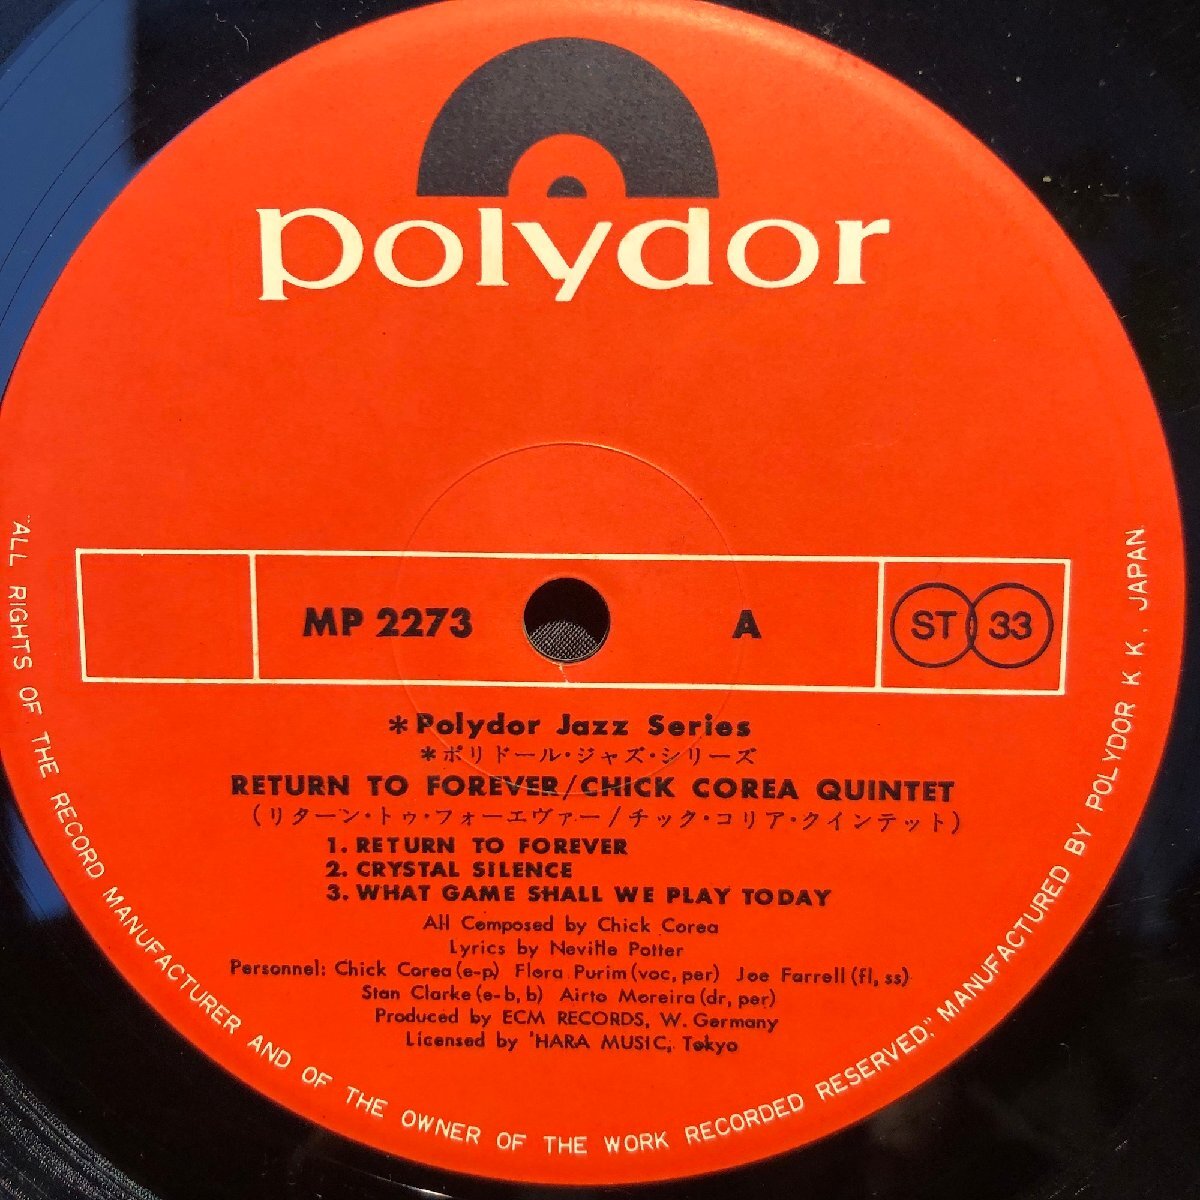 polydor
MP 2273
A
ST 33
*Polydor Jazz Series
*ポリドール・ジャズ・シリーズ
RETURN TO FOREVER/CHICK COREA QUINTET
(リターン・トゥ・フォーエヴァー/チック・コリア・クインテット)
1. RETURN TO FOREVER
2. CRYSTAL SILENCE
3. WHAT GAME SHALL WE PLAY TODAY
All Composed by Chick Corea
Lyrics by Neville Potter
Personnel: Chick Corea (e-p) Flora Purim (voc, per) Joe Farrell (fl, ss)
Stan Clarke (e-b, b) Airto Moreira (dr, per)
Produced by ECM RECORDS, W. Germany
Licensed by 'HARA MUSIC, Tokyo
"ALL RIGHTS OF THE RECORD MANUFACTURER AND OF THE OWNER OF THE WORK RECORDED RESERVED." MANUFACTURED BY POLYDOR K K, JAPAN